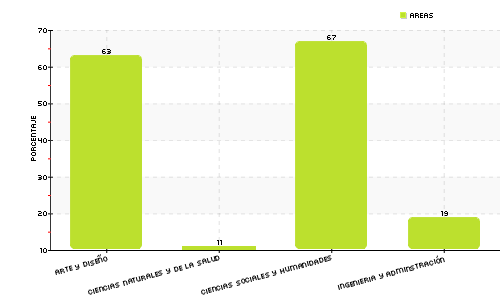 AREAS
70
60
50
40
30
20
10
PORCENTAJE
63
11
67
19
ARTE Y DISEÑO
CIENCIAS NATURALES Y DE LA SALUD
CIENCIAS SOCIALES Y HUMANIDADES
INGENIERIA Y ADMINSTRACIÓN